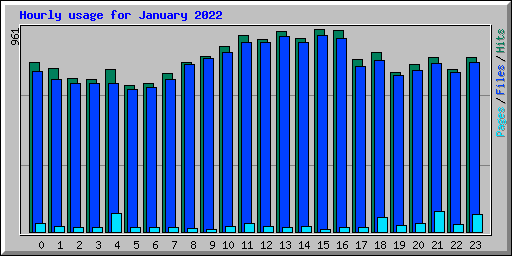 Hourly usage for January 2022
961
Pages/Files/Hits
0 1 2 3 4 5 6 7 8 9 10 11 12 13 14 15 16 17 18 19 20 21 22 23